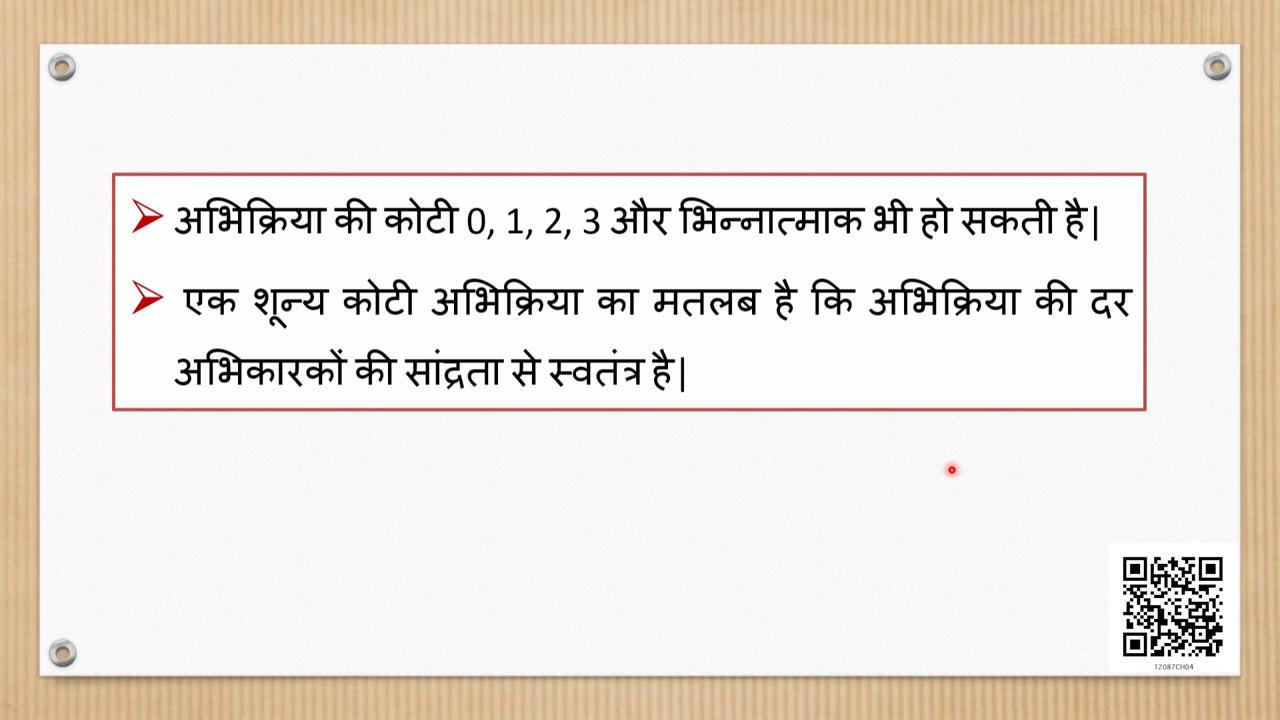 अभिक्रिया की कोटी 0, 1, 2, 3 और भिन्नात्माक भी हो सकती है|
एक शून्य कोटी अभिक्रिया का मतलब है कि अभिक्रिया की दर
अभिकारकों की सांद्रता से स्वतंत्र है|
12087CH04